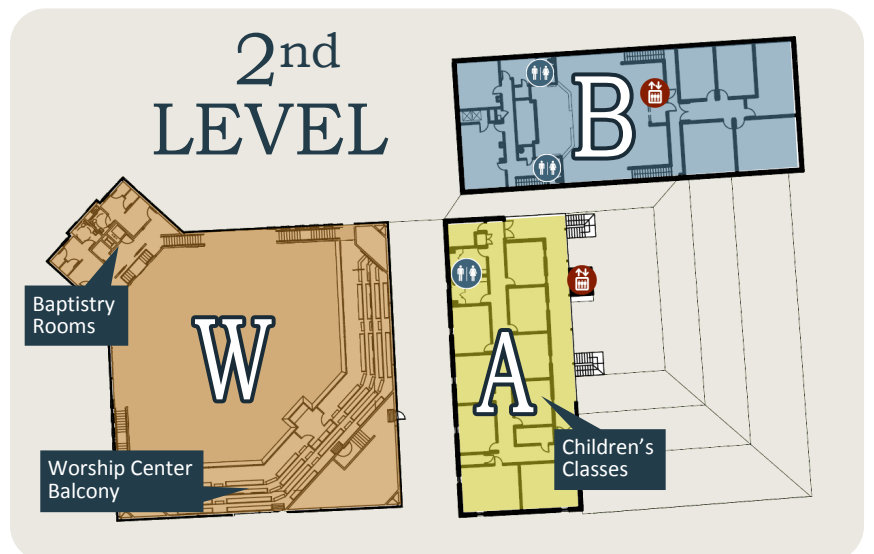 2nd
LEVEL
B
Baptistry
Rooms
W
A
Children's
Classes
Worship Center
Balcony